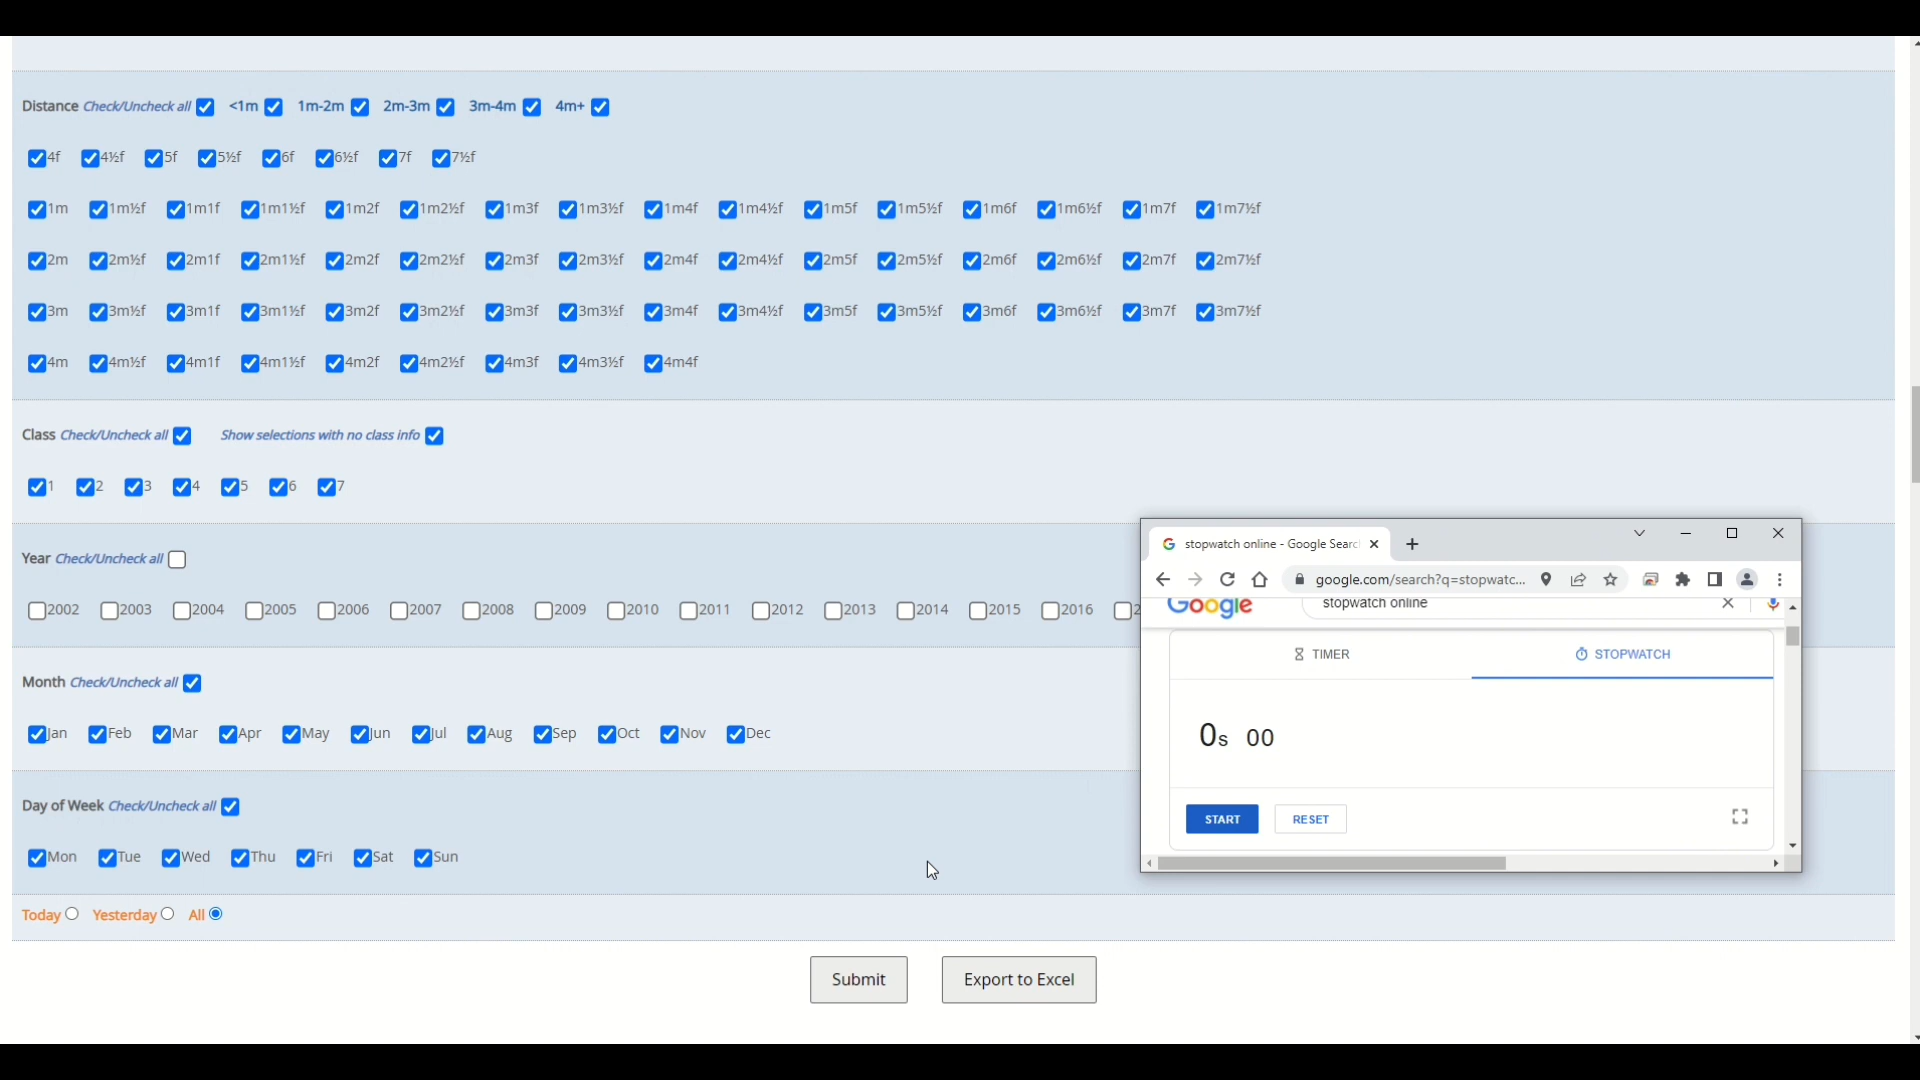 Distance Check/Uncheck all <1m 1m-2m 2m-3m 3m-4m 4m+
4f 4½f 5f 5½f 6f 6½f 7f 7½f
1m 1m½f 1m1f 1m1½f 1m2f 1m2½f 1m3f 1m3½f 1m4f 1m4½f 1m5f 1m5½f 1m6f 1m6½f 1m7f 1m7½f
2m 2m½f 2m1f 2m1½f 2m2f 2m2½f 2m3f 2m3½f 2m4f 2m4½f 2m5f 2m5½f 2m6f 2m6½f 2m7f 2m7½f
3m 3m½f 3m1f 3m1½f 3m2f 3m2½f 3m3f 3m3½f 3m4f 3m4½f 3m5f 3m5½f 3m6f 3m6½f 3m7f 3m7½f
4m 4m½f 4m1f 4m1½f 4m2f 4m2½f 4m3f 4m3½f 4m4f
Class Check/Uncheck all Show selections with no class info
1 2 3 4 5 6 7
Year Check/Uncheck all
2002 2003 2004 2005 2006 2007 2008 2009 2010 2011 2012 2013 2014 2015 2016 2
Month Check/Uncheck all
Jan Feb Mar Apr May Jun Jul Aug Sep Oct Nov Dec
Day of Week Check/Uncheck all
Mon Tue Wed Thu Fri Sat Sun
Today Yesterday All
Submit Export to Excel
stopwatch online - Google Searc
google.com/search?q=stopwatc...
Google stopwatch online
TIMER STOPWATCH
0s 00
START RESET